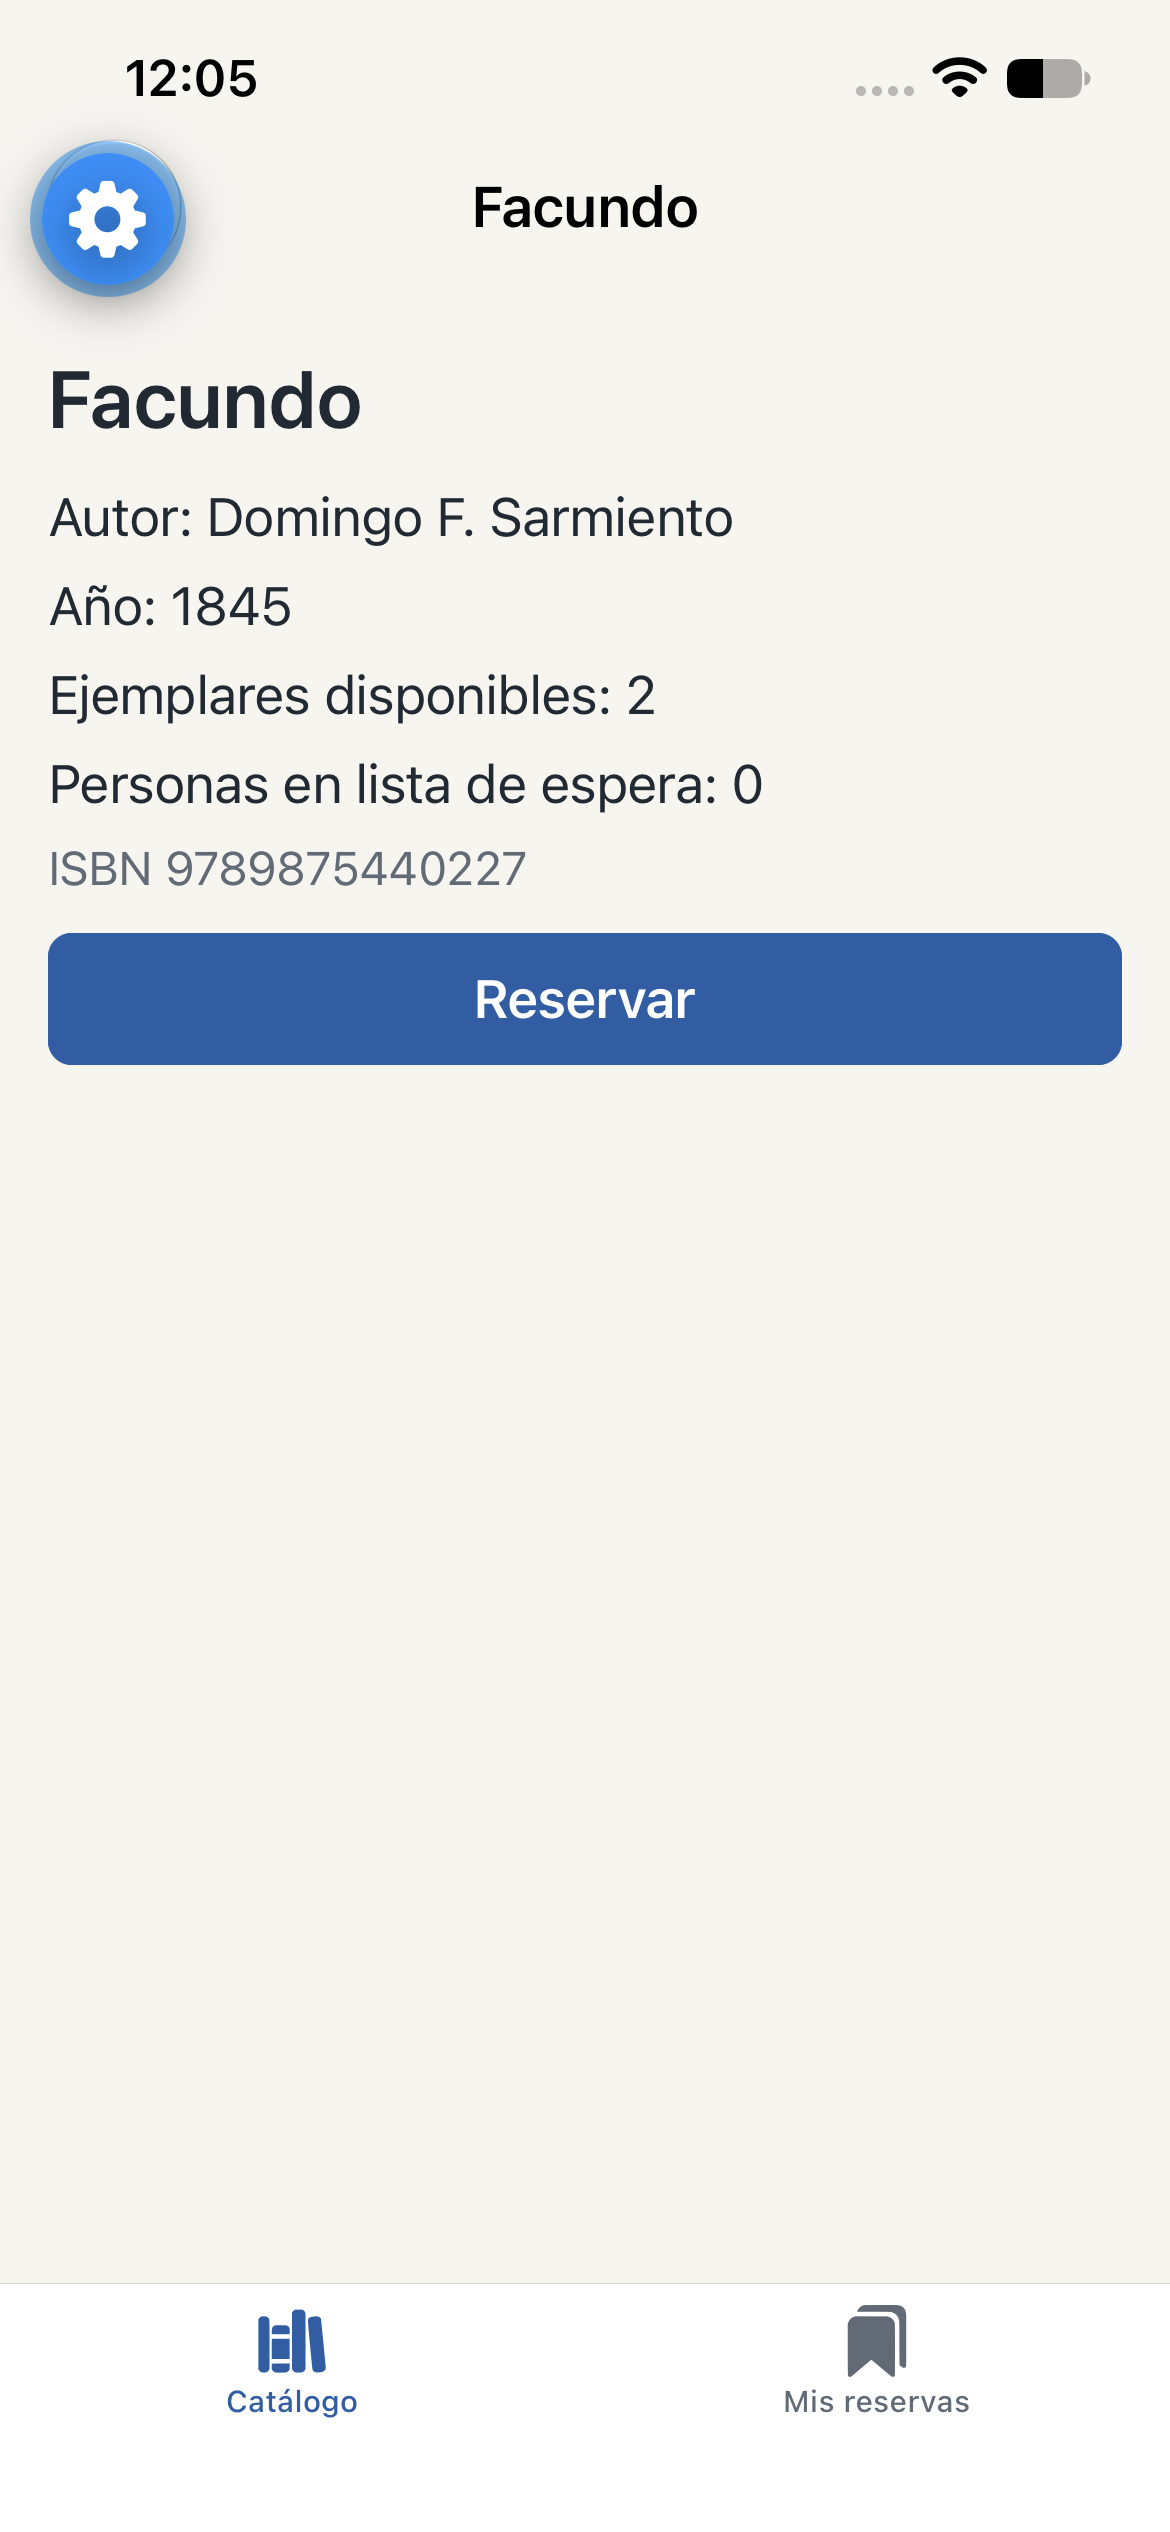 12:05
Facundo
Facundo
Autor: Domingo F. Sarmiento
Año: 1845
Ejemplares disponibles: 2
Personas en lista de espera: 0
ISBN 9789875440227
Reservar
Catálogo
Mis reservas